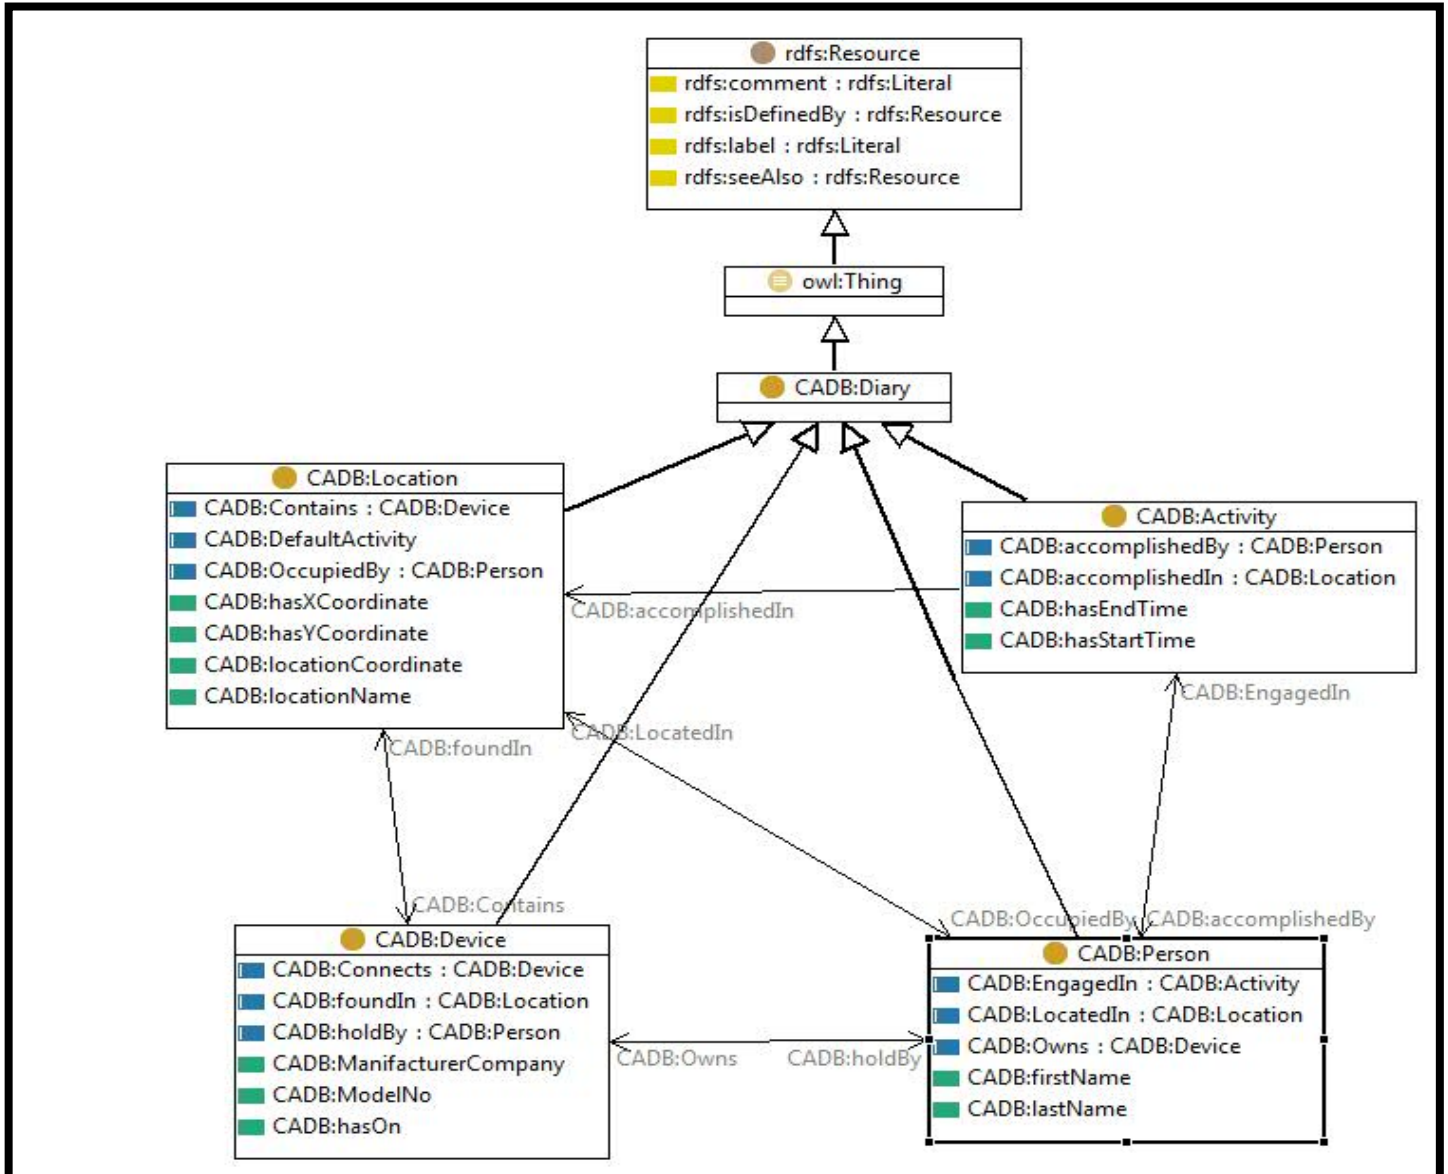 rdfs:Resource
rdfs:comment : rdfs:Literal
rdfs:isDefinedBy : rdfs:Resource
rdfs:label : rdfs:Literal
rdfs:seeAlso : rdfs:Resource
owl:Thing
CADB:Diary
CADB:Location
CADB:Contains : CADB:Device
CADB:DefaultActivity
CADB:OccupiedBy : CADB:Person
CADB:hasXCoordinate
CADB:hasYCoordinate
CADB:locationCoordinate
CADB:locationName
CADB:Activity
CADB:accomplishedBy : CADB:Person
CADB:accomplishedIn : CADB:Location
CADB:hasEndTime
CADB:hasStartTime
CADB:accomplishedIn
CADB:EngagedIn
CADB:LocatedIn
CADB:foundIn
CADB:Contains
CADB:OccupiedBy
CADB:accomplishedBy
CADB:Device
CADB:Connects : CADB:Device
CADB:foundIn : CADB:Location
CADB:holdBy : CADB:Person
CADB:ManifacturerCompany
CADB:ModelNo
CADB:hasOn
CADB:Owns
CADB:holdBy
CADB:Person
CADB:EngagedIn : CADB:Activity
CADB:LocatedIn : CADB:Location
CADB:Owns : CADB:Device
CADB:firstName
CADB:lastName